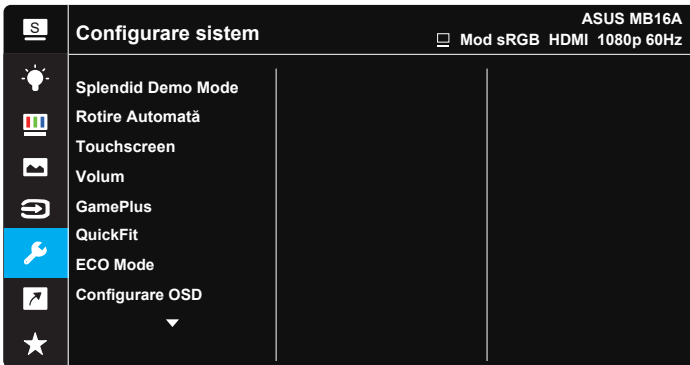 S
Configurare sistem
ASUS MB16A
Mod sRGB HDMI 1080p 60Hz
Splendid Demo Mode
Rotire Automată
Touchscreen
Volum
GamePlus
QuickFit
ECO Mode
Configurare OSD